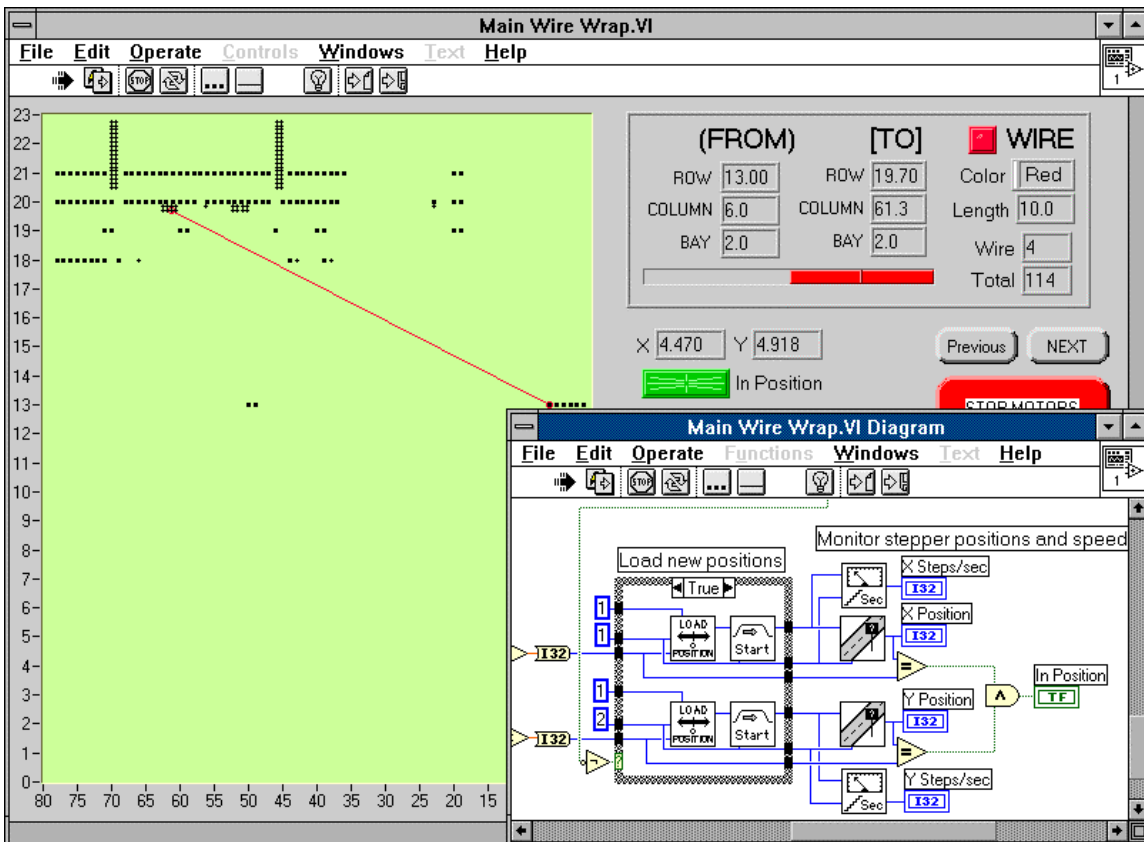 Main Wire Wrap.VI
File Edit Operate Controls Windows Text Help
STOP
1
(FROM) [TO] WIRE
ROW 13.00 ROW 19.70 Color Red
COLUMN 6.0 COLUMN 61.3 Length 10.0
BAY 2.0 BAY 2.0 Wire 4
Total 114
X 4.470 Y 4.918 Previous NEXT
In Position
STOP MOTORS
23
22
21
20
19
18
17
16
15
14
13
12
11
10
9
8
7
6
5
4
3
2
1
0
80 75 70 65 60 55 50 45 40 35 30 25 20 15
Main Wire Wrap.VI Diagram
File Edit Operate Functions Windows Text Help
STOP
1
Monitor stepper positions and speed
Load new positions
X Steps/sec
True
/Sec I32
1 X Position
LOAD POSITION Start ? I32
1
I32 =
In Position
1 Y Position ∧ TF
LOAD POSITION Start ? I32
2
I32 =
¬ ?
Y Steps/sec
/Sec I32